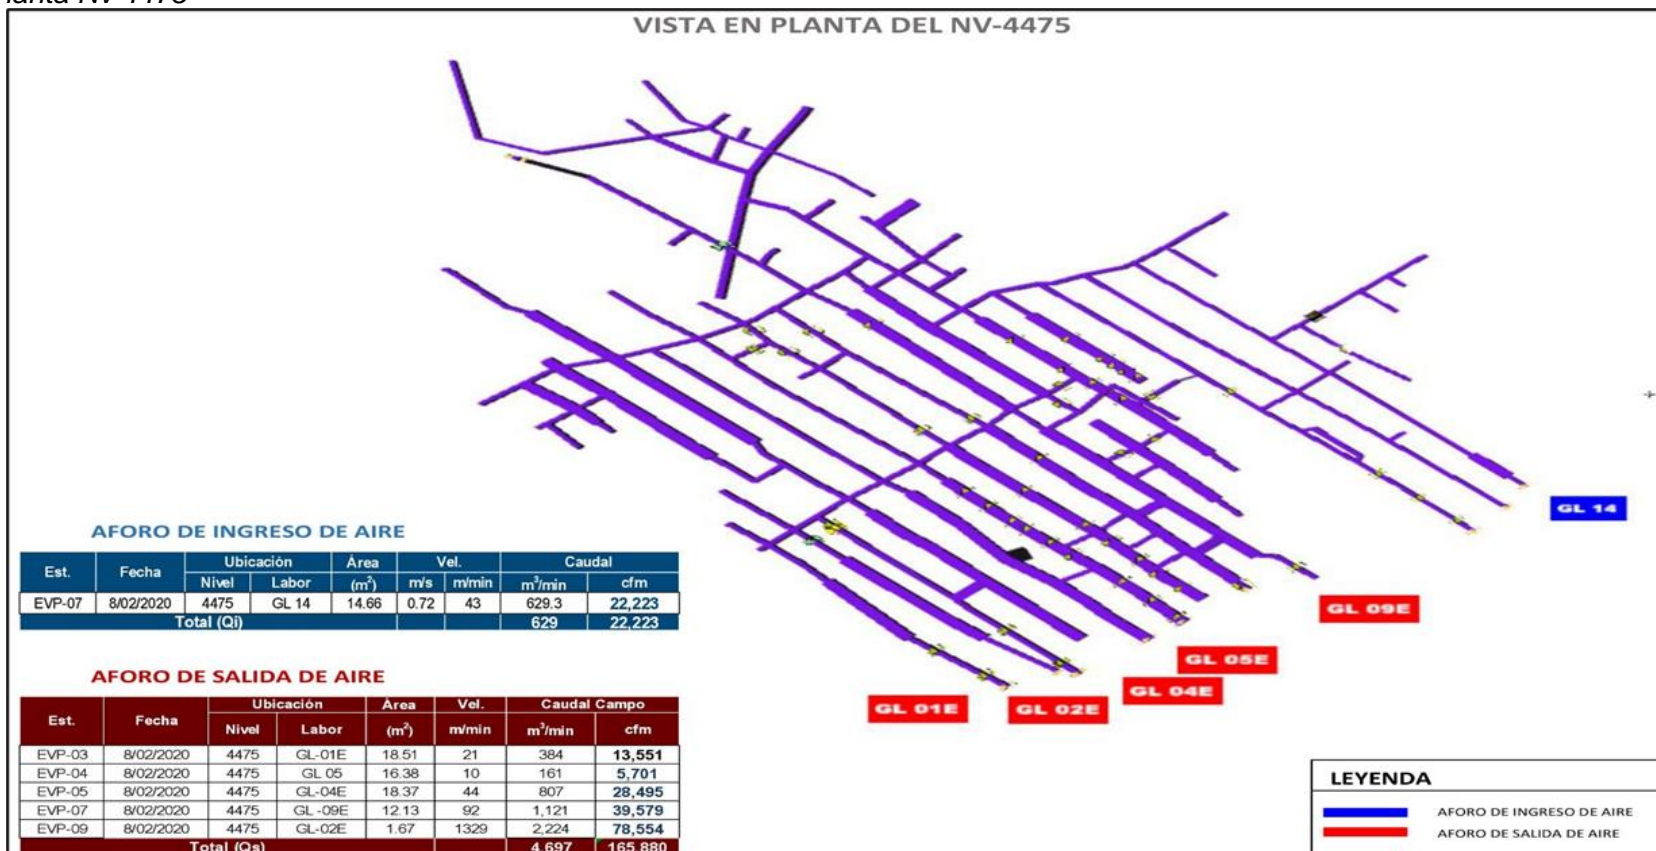 lanta NV-4475
VISTA EN PLANTA DEL NV-4475
GL 14
GL 09E
GL 05E
GL 04E
GL 01E GL 02E
AFORO DE INGRESO DE AIRE
Est. Fecha Ubicación Área Vel. Caudal
Nivel Labor (m²) m/s m/min m³/min cfm
EVP-07 8/02/2020 4475 GL 14 14.66 0.72 43 629.3 22,223
Total (Qi) 629 22,223
AFORO DE SALIDA DE AIRE
Est. Fecha Ubicación Área Vel. Caudal Campo
Nivel Labor (m²) m/min m³/min cfm
EVP-03 8/02/2020 4475 GL-01E 18.51 21 384 13,551
EVP-04 8/02/2020 4475 GL 05 16.38 10 161 5,701
EVP-05 8/02/2020 4475 GL-04E 18.37 44 807 28,495
EVP-07 8/02/2020 4475 GL -09E 12.13 92 1,121 39,579
EVP-09 8/02/2020 4475 GL-02E 1.67 1329 2,224 78,554
Total (Qs) 4,697 165,880
LEYENDA
AFORO DE INGRESO DE AIRE
AFORO DE SALIDA DE AIRE